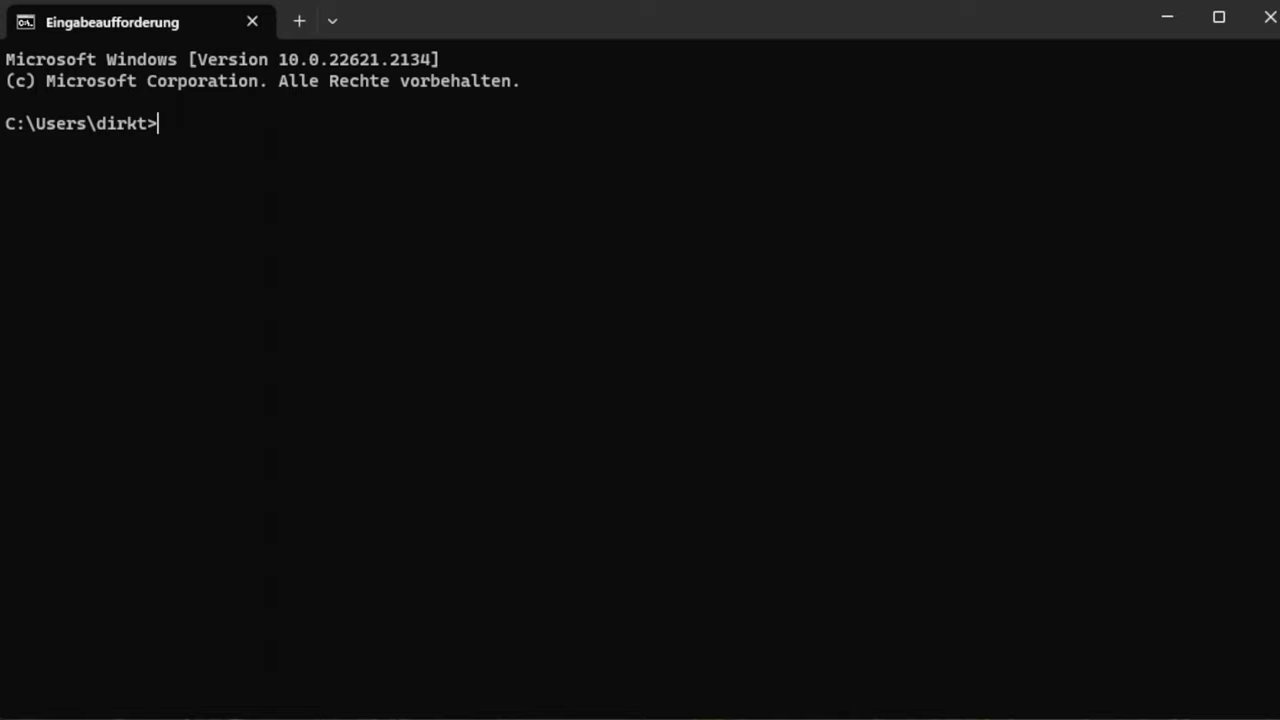 Eingabeaufforderung
Microsoft Windows [Version 10.0.22621.2134]
(c) Microsoft Corporation. Alle Rechte vorbehalten.
C:\Users\dirkt>